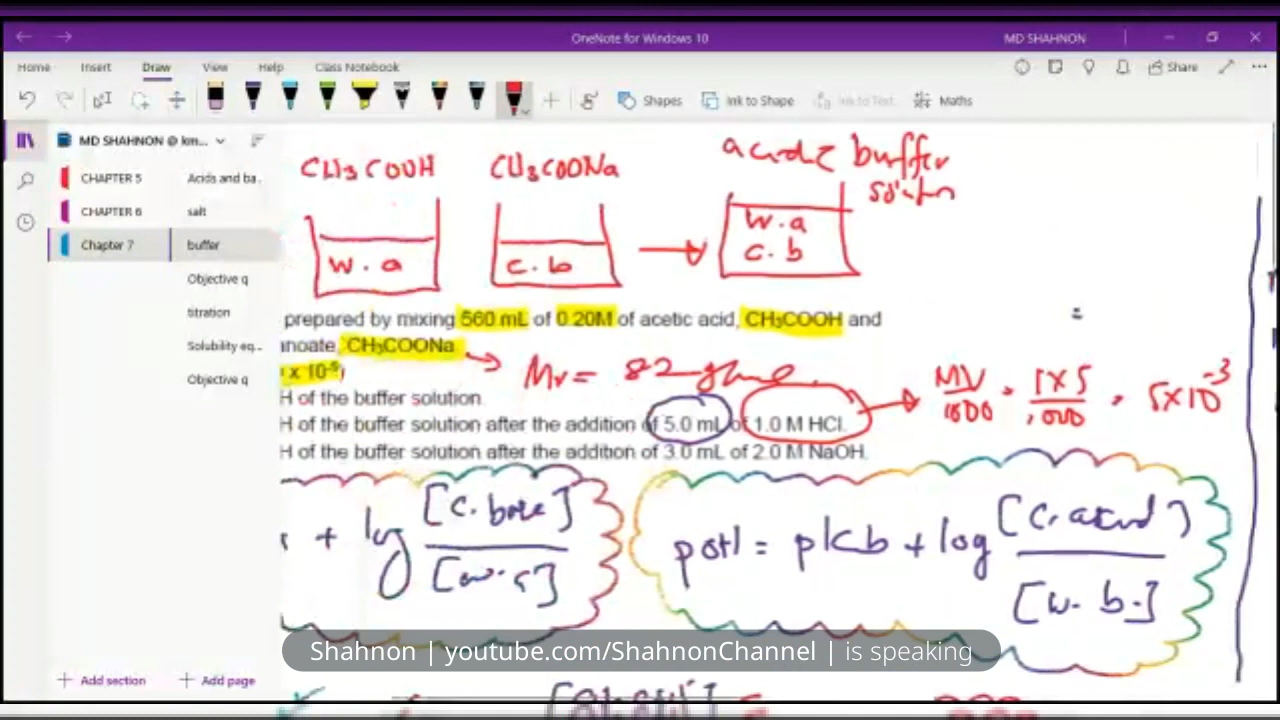 OneNote for Windows 10
MD SHAHNON
Home Insert Draw View Help Class Notebook
Share
Shapes Ink to Shape Ink to Text Maths
MD SHAHNON @ km...
CHAPTER 5 Acids and ba..
CHAPTER 6 salt
Chapter 7 buffer
Objective q
titration
Solubility eq...
Objective q
Add section Add page
CH3COOH CH3COONa acidic buffer
solution
w.a c.b w.a
c.b
prepared by mixing 560 mL of 0.20M of acetic acid, CH3COOH and
anoate, CH3COONa
x 10-5)
Mr = 82 g/mol
MV/1000 = 1x5/1000 = 5x10-3
H of the buffer solution.
H of the buffer solution after the addition of 5.0 mL of 1.0 M HCl.
H of the buffer solution after the addition of 3.0 mL of 2.0 M NaOH.
+ log [c.base]/[w.a]
pOH = pKb + log [c.acid]/[w.b.]
Shahnon | youtube.com/ShahnonChannel | is speaking